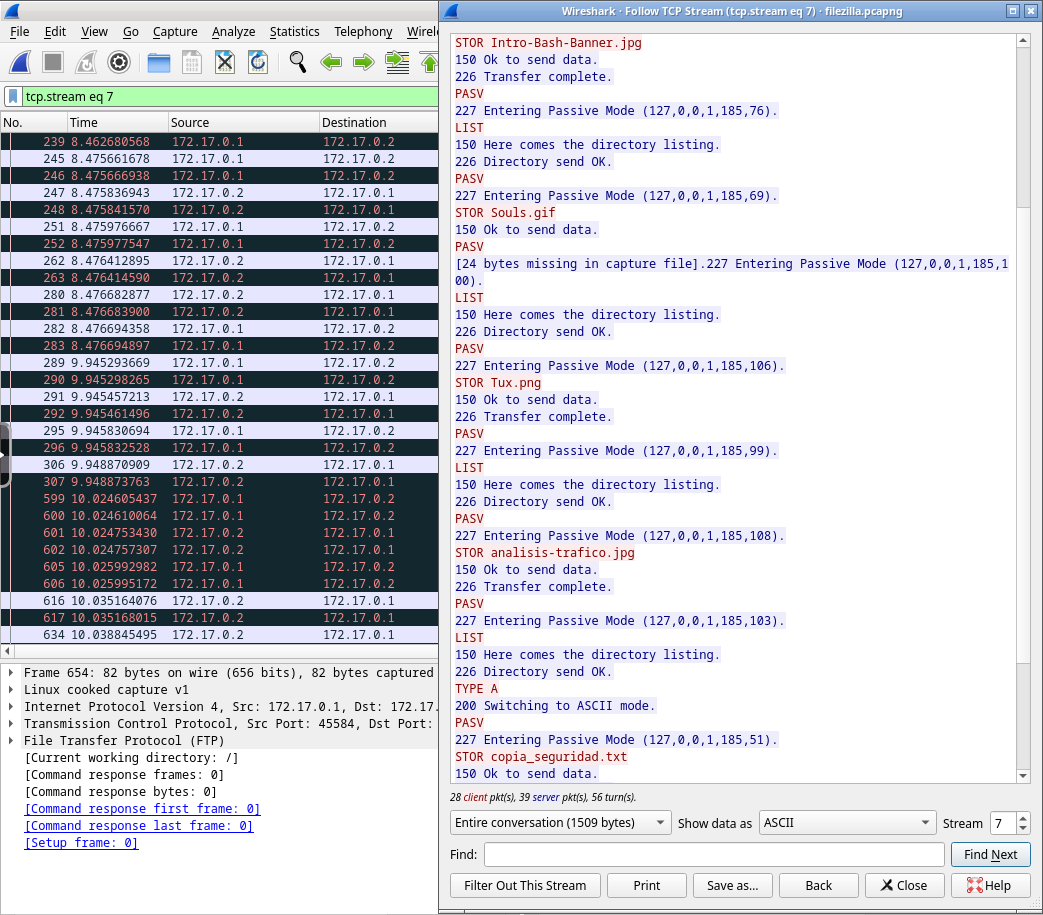 Wireshark · Follow TCP Stream (tcp.stream eq 7) · filezilla.pcapng
File Edit View Go Capture Analyze Statistics Telephony Wirele
tcp.stream eq 7
No. Time Source Destination
239 8.462680568 172.17.0.1 172.17.0.2
245 8.475661678 172.17.0.1 172.17.0.2
246 8.475666938 172.17.0.1 172.17.0.2
247 8.475836943 172.17.0.2 172.17.0.1
248 8.475841570 172.17.0.2 172.17.0.1
251 8.475976667 172.17.0.1 172.17.0.2
252 8.475977547 172.17.0.1 172.17.0.2
262 8.476412895 172.17.0.2 172.17.0.1
263 8.476414590 172.17.0.2 172.17.0.1
280 8.476682877 172.17.0.2 172.17.0.1
281 8.476683900 172.17.0.2 172.17.0.1
282 8.476694358 172.17.0.1 172.17.0.2
283 8.476694897 172.17.0.1 172.17.0.2
289 9.945293669 172.17.0.1 172.17.0.2
290 9.945298265 172.17.0.1 172.17.0.2
291 9.945457213 172.17.0.2 172.17.0.1
292 9.945461496 172.17.0.2 172.17.0.1
295 9.945830694 172.17.0.1 172.17.0.2
296 9.945832528 172.17.0.1 172.17.0.2
306 9.948870909 172.17.0.2 172.17.0.1
307 9.948873763 172.17.0.2 172.17.0.1
599 10.024605437 172.17.0.1 172.17.0.2
600 10.024610064 172.17.0.1 172.17.0.2
601 10.024753430 172.17.0.2 172.17.0.1
602 10.024757307 172.17.0.2 172.17.0.1
605 10.025992982 172.17.0.1 172.17.0.2
606 10.025995172 172.17.0.1 172.17.0.2
616 10.035164076 172.17.0.2 172.17.0.1
617 10.035168015 172.17.0.2 172.17.0.1
634 10.038845495 172.17.0.2 172.17.0.1
Frame 654: 82 bytes on wire (656 bits), 82 bytes captured
Linux cooked capture v1
Internet Protocol Version 4, Src: 172.17.0.1, Dst: 172.17.
Transmission Control Protocol, Src Port: 45584, Dst Port:
File Transfer Protocol (FTP)
[Current working directory: /]
[Command response frames: 0]
[Command response bytes: 0]
[Command response first frame: 0]
[Command response last frame: 0]
[Setup frame: 0]
STOR Intro-Bash-Banner.jpg
150 Ok to send data.
226 Transfer complete.
PASV
227 Entering Passive Mode (127,0,0,1,185,76).
LIST
150 Here comes the directory listing.
226 Directory send OK.
PASV
227 Entering Passive Mode (127,0,0,1,185,69).
STOR Souls.gif
150 Ok to send data.
PASV
[24 bytes missing in capture file].227 Entering Passive Mode (127,0,0,1,185,1
00).
LIST
150 Here comes the directory listing.
226 Directory send OK.
PASV
227 Entering Passive Mode (127,0,0,1,185,106).
STOR Tux.png
150 Ok to send data.
226 Transfer complete.
PASV
227 Entering Passive Mode (127,0,0,1,185,99).
LIST
150 Here comes the directory listing.
226 Directory send OK.
PASV
227 Entering Passive Mode (127,0,0,1,185,108).
STOR analisis-trafico.jpg
150 Ok to send data.
226 Transfer complete.
PASV
227 Entering Passive Mode (127,0,0,1,185,103).
LIST
150 Here comes the directory listing.
226 Directory send OK.
TYPE A
200 Switching to ASCII mode.
PASV
227 Entering Passive Mode (127,0,0,1,185,51).
STOR copia_seguridad.txt
150 Ok to send data.
28 client pkt(s), 39 server pkt(s), 56 turn(s).
Entire conversation (1509 bytes) Show data as ASCII Stream 7
Find: Find Next
Filter Out This Stream Print Save as... Back Close Help